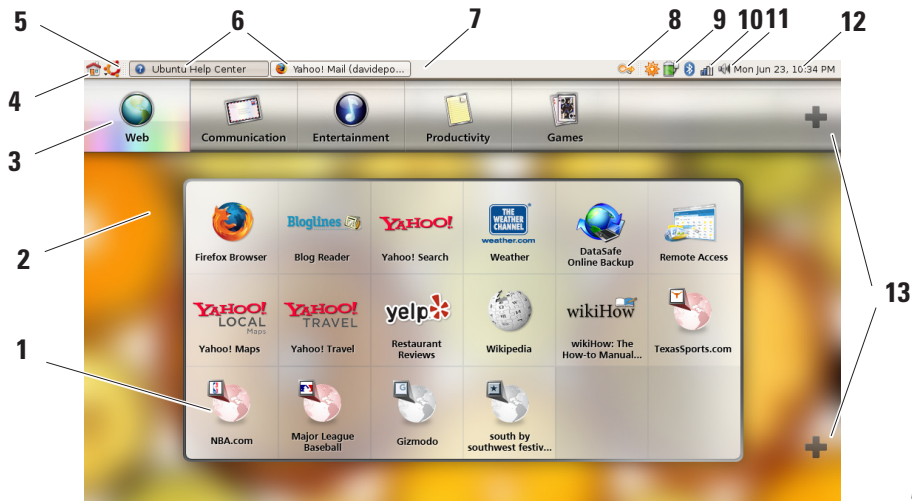 5 6 7 8 9 10 11 12
Ubuntu Help Center Yahoo! Mail (davidepo... Mon Jun 23, 10:34 PM
4
3
Web Communication Entertainment Productivity Games
2
Bloglines YAHOO! THE WEATHER CHANNEL weather.com
Firefox Browser Blog Reader Yahoo! Search Weather DataSafe Online Backup Remote Access
13
YAHOO! LOCAL Maps YAHOO! TRAVEL yelp wikiHow
Yahoo! Maps Yahoo! Travel Restaurant Reviews Wikipedia wikiHow: The How-to Manual... TexasSports.com
1
G
NBA.com Major League Baseball Gizmodo south by southwest festiv...